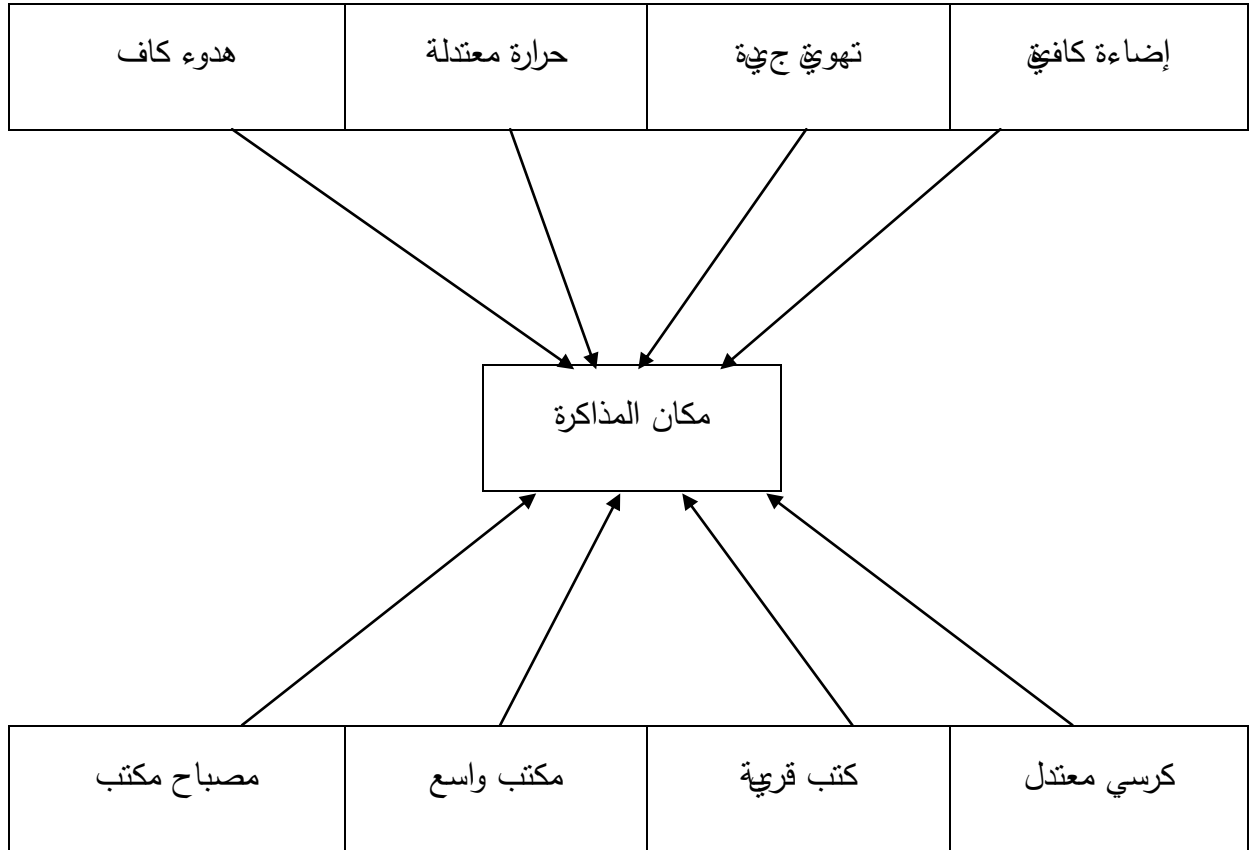 إضاءة كافية تهوية جيدة حرارة معتدلة هدوء كاف
مكان المذاكرة
كرسي معتدل كتب قريبة مكتب واسع مصباح مكتب